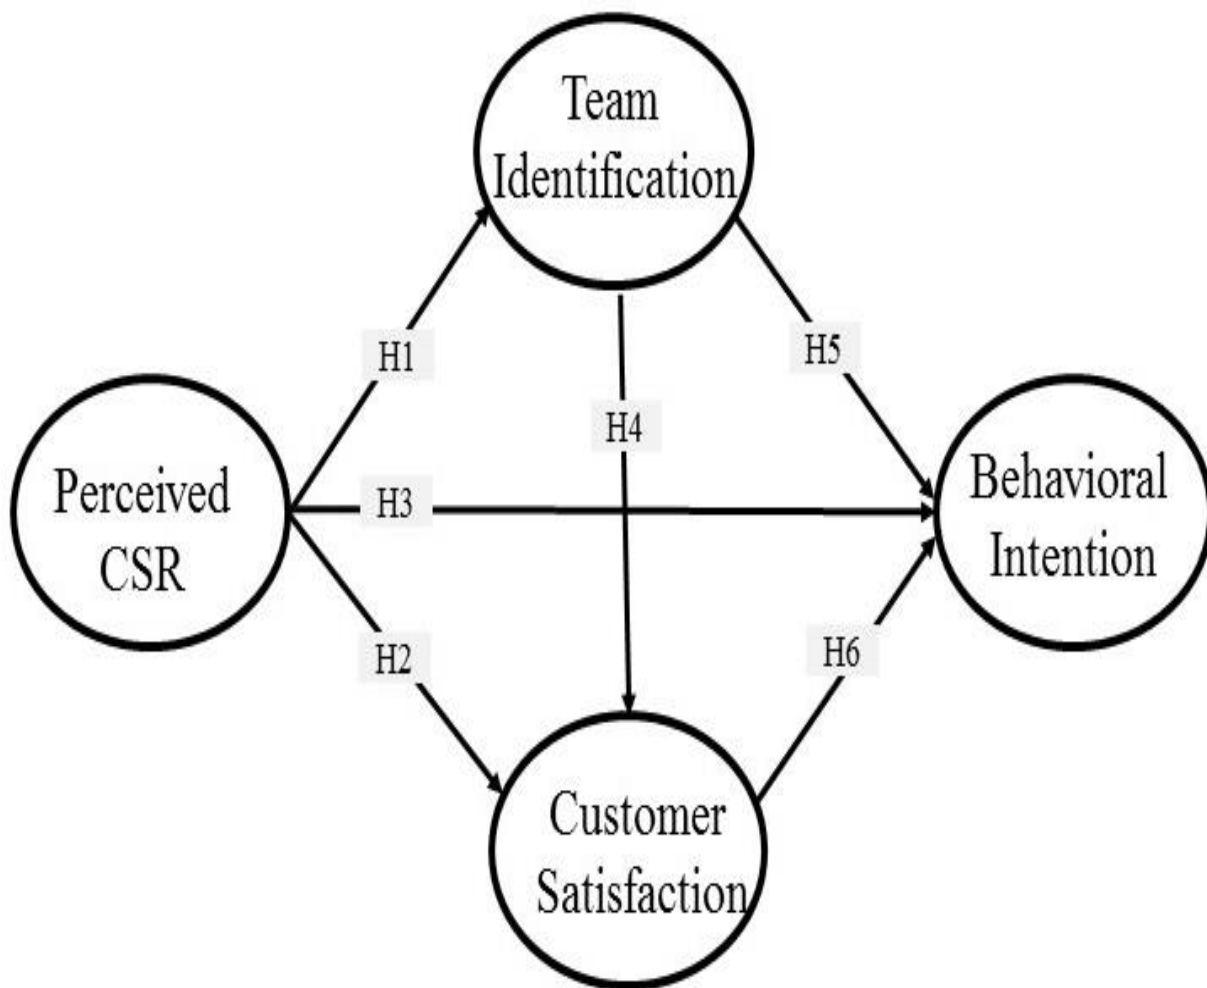 Team
Identification
H1
H5
H4
Perceived
CSR
H3
Behavioral
Intention
H2
H6
Customer
Satisfaction